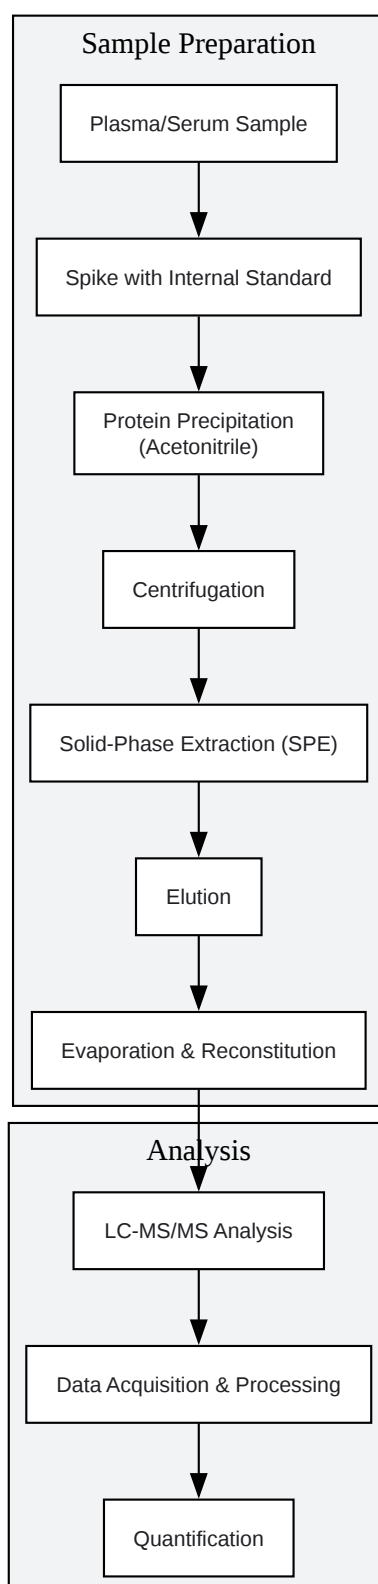 Sample Preparation
Plasma/Serum Sample
Spike with Internal Standard
Protein Precipitation
(Acetonitrile)
Centrifugation
Solid-Phase Extraction (SPE)
Elution
Evaporation & Reconstitution
Analysis
LC-MS/MS Analysis
Data Acquisition & Processing
Quantification